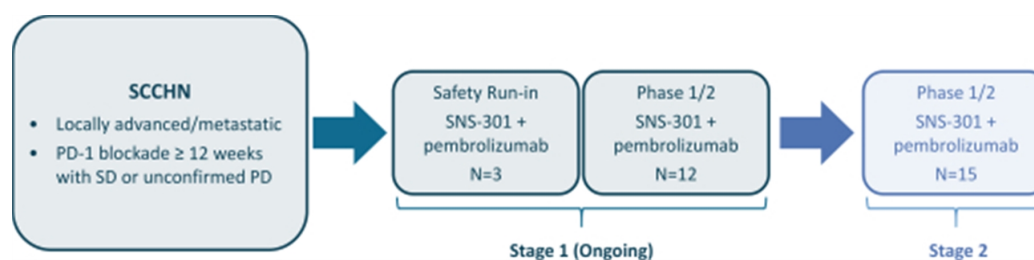 SCCHN
• Locally advanced/metastatic
• PD-1 blockade ≥ 12 weeks
with SD or unconfirmed PD
Safety Run-in
SNS-301 +
pembrolizumab
N=3
Phase 1/2
SNS-301 +
pembrolizumab
N=12
Stage 1 (Ongoing)
Phase 1/2
SNS-301 +
pembrolizumab
N=15
Stage 2